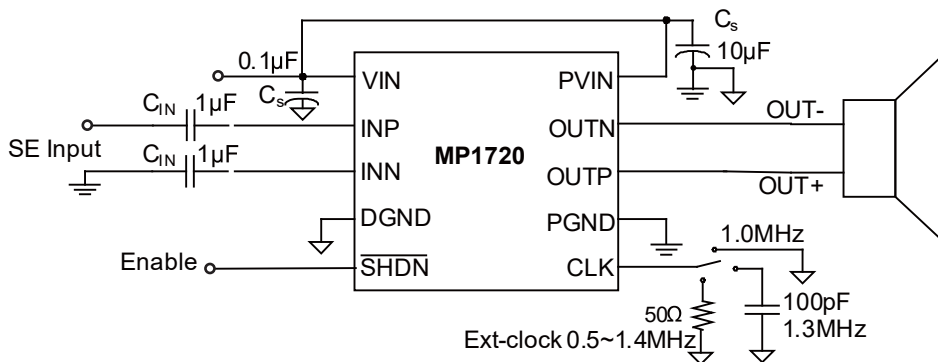 Cs
10µF
0.1µF
Cs
VIN
PVIN
CIN 1µF
INP
OUTN
OUT-
SE Input
MP1720
CIN 1µF
INN
OUTP
OUT+
DGND
PGND
1.0MHz
Enable
SHDN
CLK
100pF
50Ω
1.3MHz
Ext-clock 0.5~1.4MHz